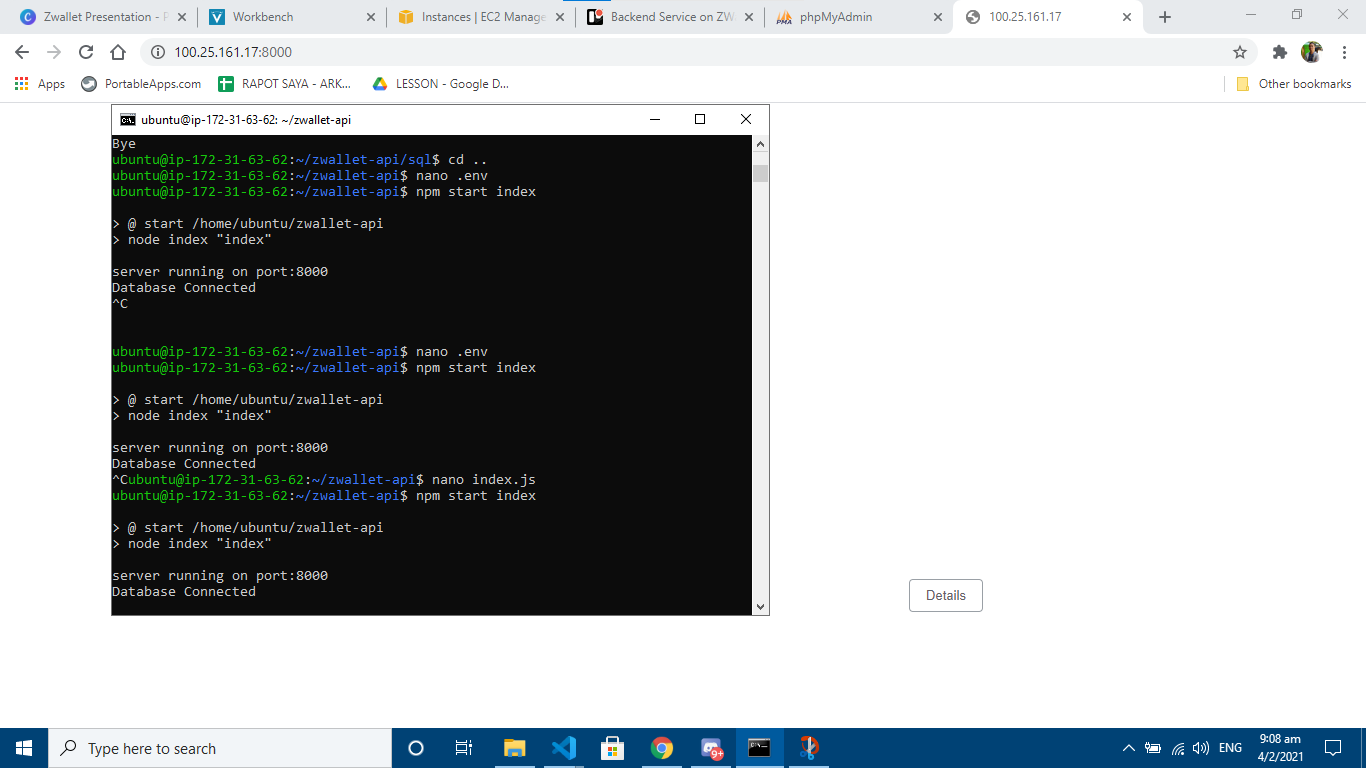 Zwallet Presentation - P
Workbench
Instances | EC2 Manage
Backend Service on ZW
phpMyAdmin
100.25.161.17
100.25.161.17:8000
Apps
PortableApps.com
RAPOT SAYA - ARK...
LESSON - Google D...
Other bookmarks
ubuntu@ip-172-31-63-62: ~/zwallet-api
Bye
ubuntu@ip-172-31-63-62:~/zwallet-api/sql$ cd ..
ubuntu@ip-172-31-63-62:~/zwallet-api$ nano .env
ubuntu@ip-172-31-63-62:~/zwallet-api$ npm start index
> @ start /home/ubuntu/zwallet-api
> node index "index"
server running on port:8000
Database Connected
^C
ubuntu@ip-172-31-63-62:~/zwallet-api$ nano .env
ubuntu@ip-172-31-63-62:~/zwallet-api$ npm start index
> @ start /home/ubuntu/zwallet-api
> node index "index"
server running on port:8000
Database Connected
^Cubuntu@ip-172-31-63-62:~/zwallet-api$ nano index.js
ubuntu@ip-172-31-63-62:~/zwallet-api$ npm start index
> @ start /home/ubuntu/zwallet-api
> node index "index"
server running on port:8000
Database Connected
Details
Type here to search
9+
ENG
9:08 am
4/2/2021